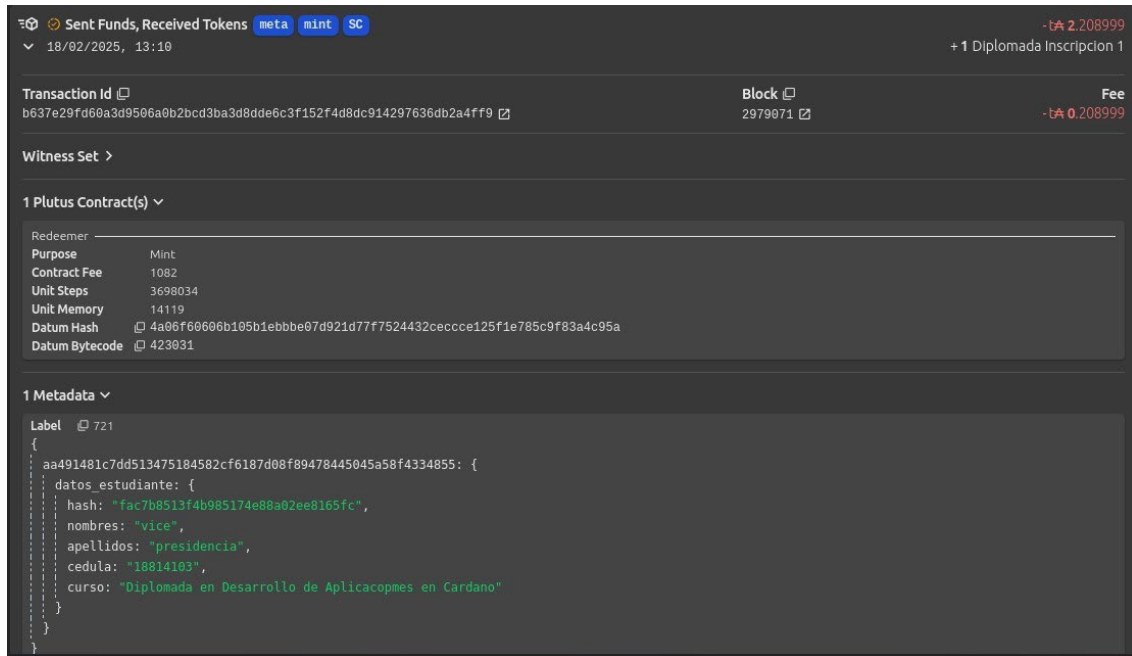 Sent Funds, Received Tokens meta mint SC -t₳ 2.208999
18/02/2025, 13:10 +1 Diplomada Inscripcion 1
Transaction Id Block Fee
b637e29fd60a3d9506a0b2bcd3ba3d8dde6c3f152f4d8dc914297636db2a4ff9 2979071 -t₳ 0.208999
Witness Set >
1 Plutus Contract(s)
Redeemer
Purpose Mint
Contract Fee 1082
Unit Steps 3698034
Unit Memory 14119
Datum Hash 4a06f60606b105b1ebbbe07d921d77f7524432ceccce125f1e785c9f83a4c95a
Datum Bytecode 423031
1 Metadata
Label 721
{
aa491481c7dd513475184582cf6187d08f89478445045a58f4334855: {
datos_estudiante: {
hash: "fac7b8513f4b985174e88a02ee8165fc",
nombres: "vice",
apellidos: "presidencia",
cedula: "18814103",
curso: "Diplomada en Desarrollo de Aplicacopmes en Cardano"
}
}
}